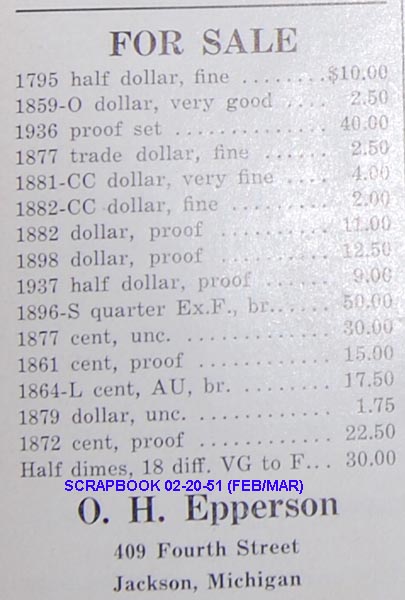 FOR SALE
1795 half dollar, fine ........$10.00
1859-O dollar, very good .... 2.50
1936 proof set ............... 40.00
1877 trade dollar, fine ...... 2.50
1881-CC dollar, very fine .... 4.00
1882-CC dollar, fine ......... 2.00
1882 dollar, proof ........... 11.00
1898 dollar, proof ........... 12.50
1937 half dollar, proof ...... 9.00
1896-S quarter Ex.F., br..... 50.00
1877 cent, unc. .............. 30.00
1861 cent, proof ............. 15.00
1864-L cent, AU, br. ......... 17.50
1879 dollar, unc. ............ 1.75
1872 cent, proof ............. 22.50
Half dimes, 18 diff. VG to F... 30.00
SCRAPBOOK 02-20-51 (FEB/MAR)
O. H. Epperson
409 Fourth Street
Jackson, Michigan